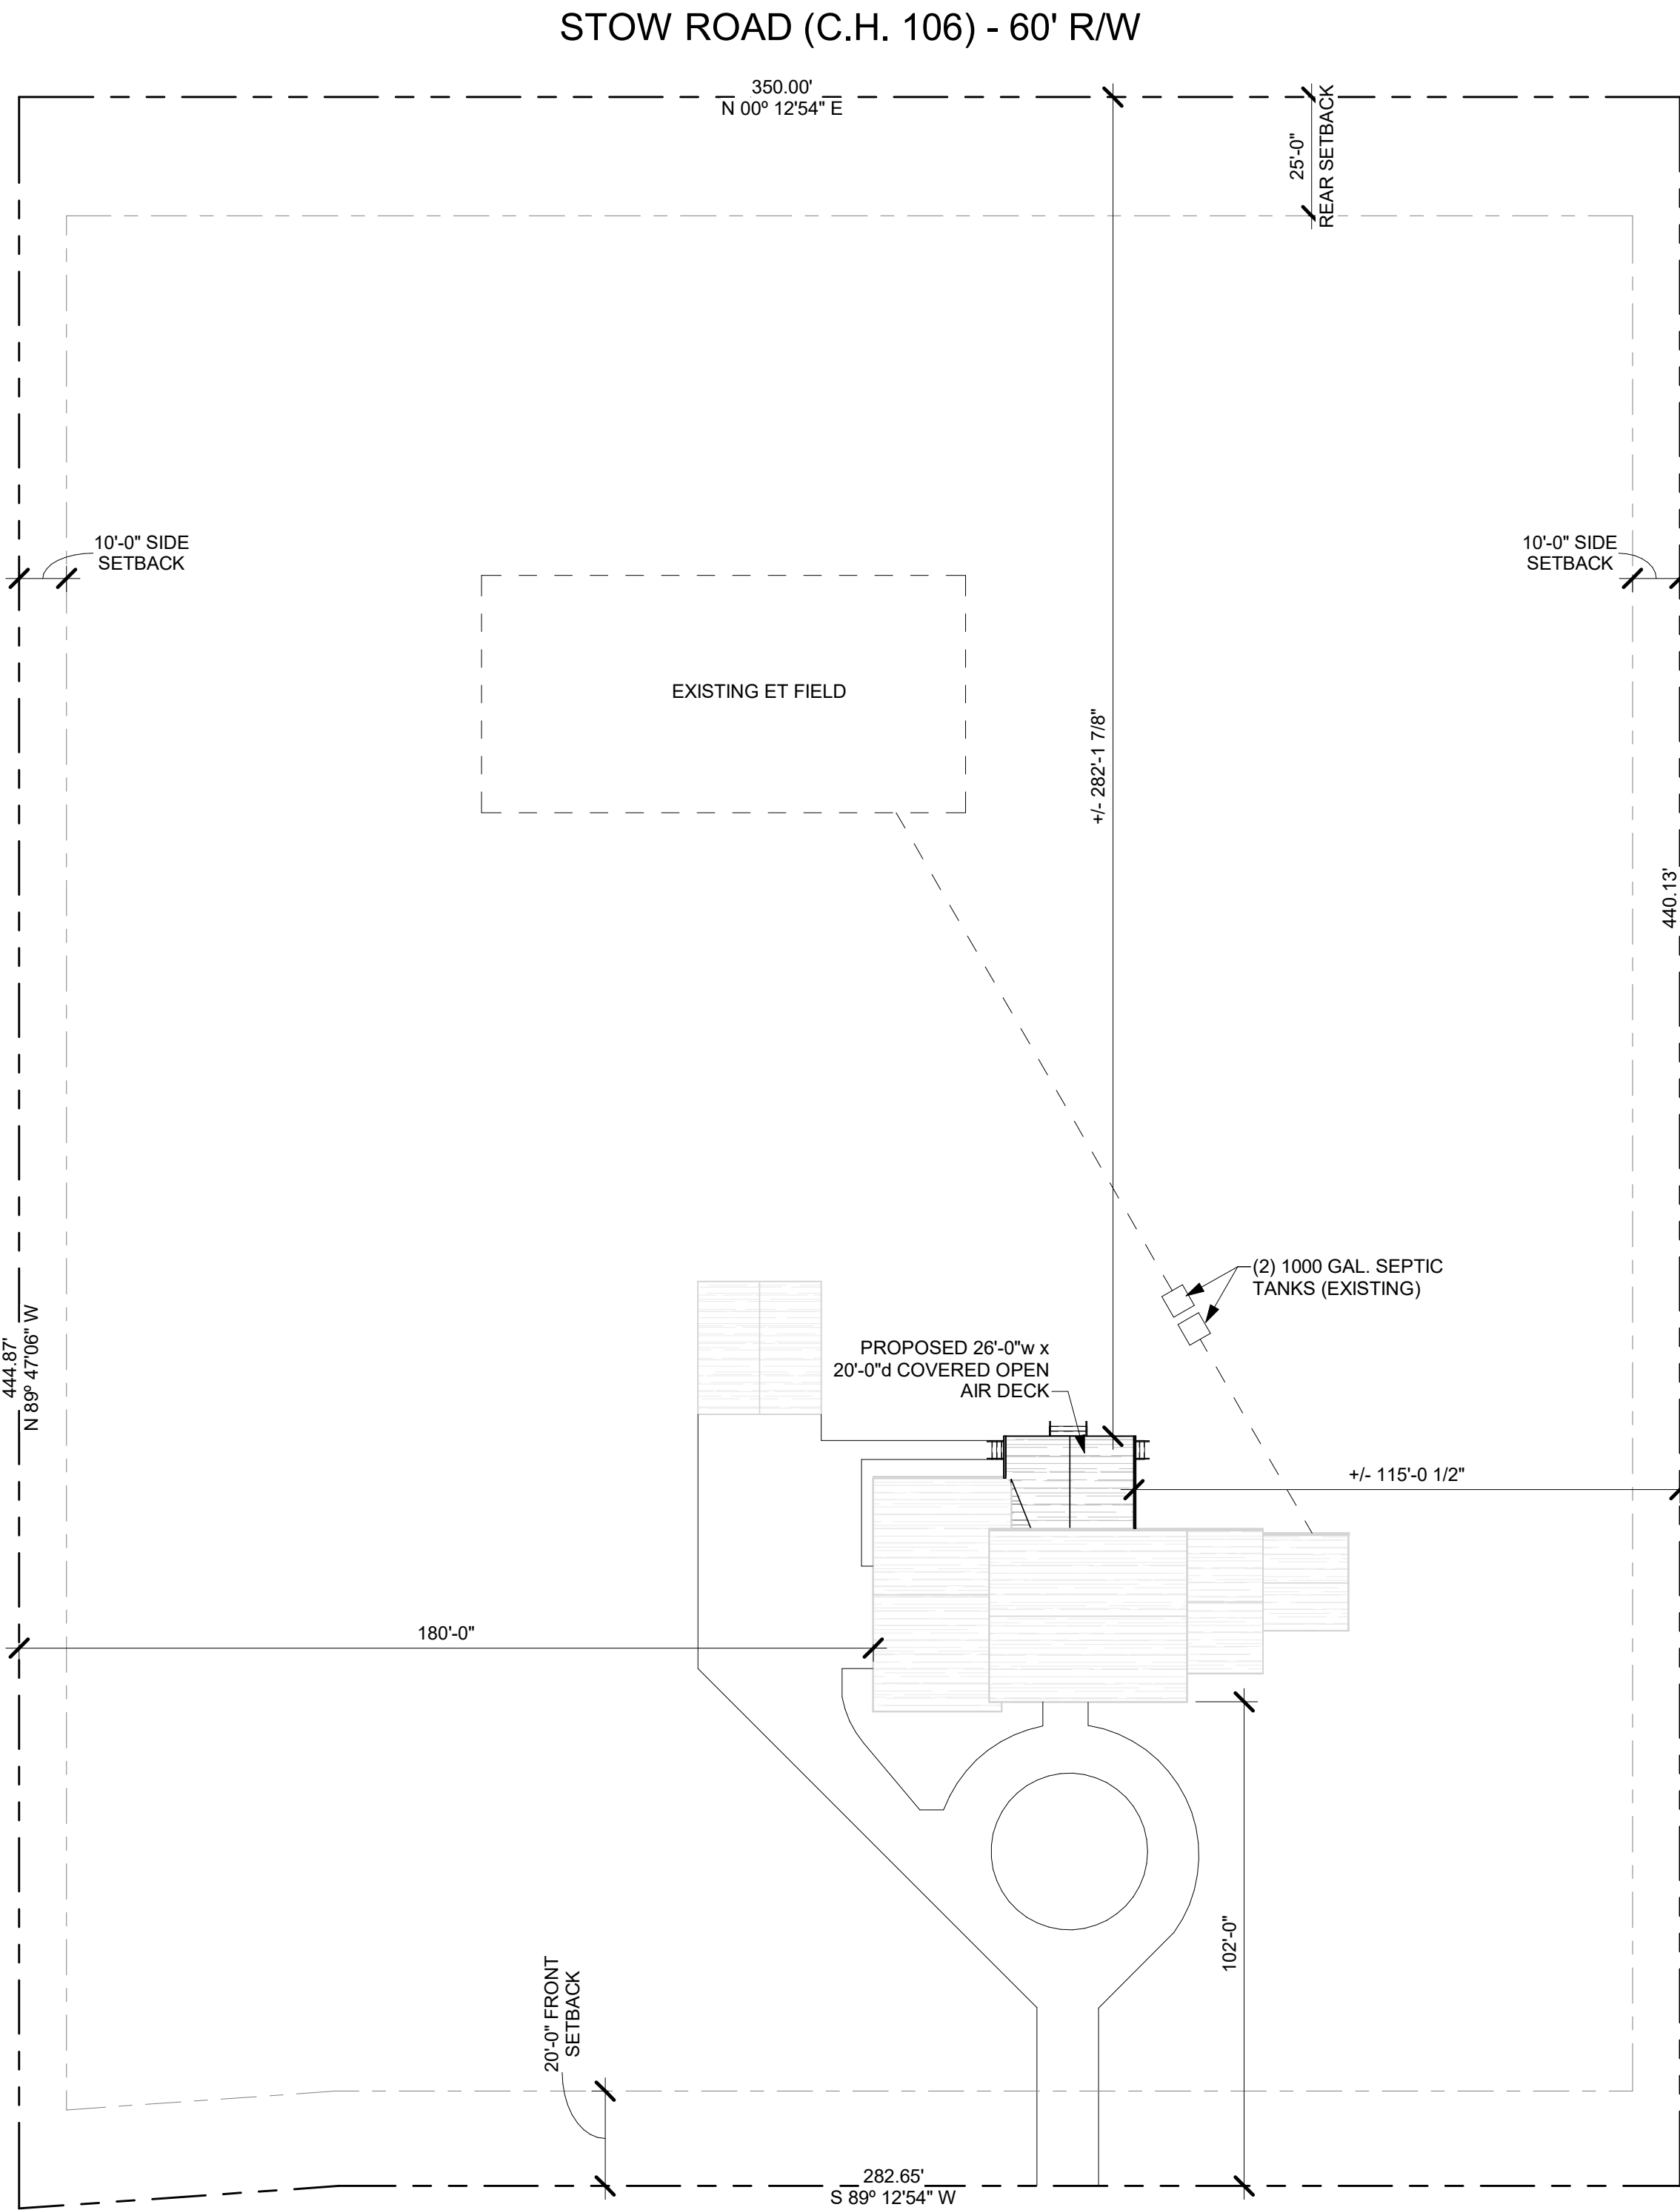 STOW ROAD (C.H. 106) - 60' R/W
350.00'
N 00º 12'54" E
25'-0"
REAR SETBACK
10'-0" SIDE
SETBACK
10'-0" SIDE
SETBACK
EXISTING ET FIELD
+/- 282'-1 7/8"
440.13'
(2) 1000 GAL. SEPTIC
TANKS (EXISTING)
444.87'
N 89º 47'06" W
PROPOSED 26'-0"w x
20'-0"d COVERED OPEN
AIR DECK
+/- 115'-0 1/2"
180'-0"
102'-0"
20'-0" FRONT
SETBACK
282.65'
S 89º 12'54" W